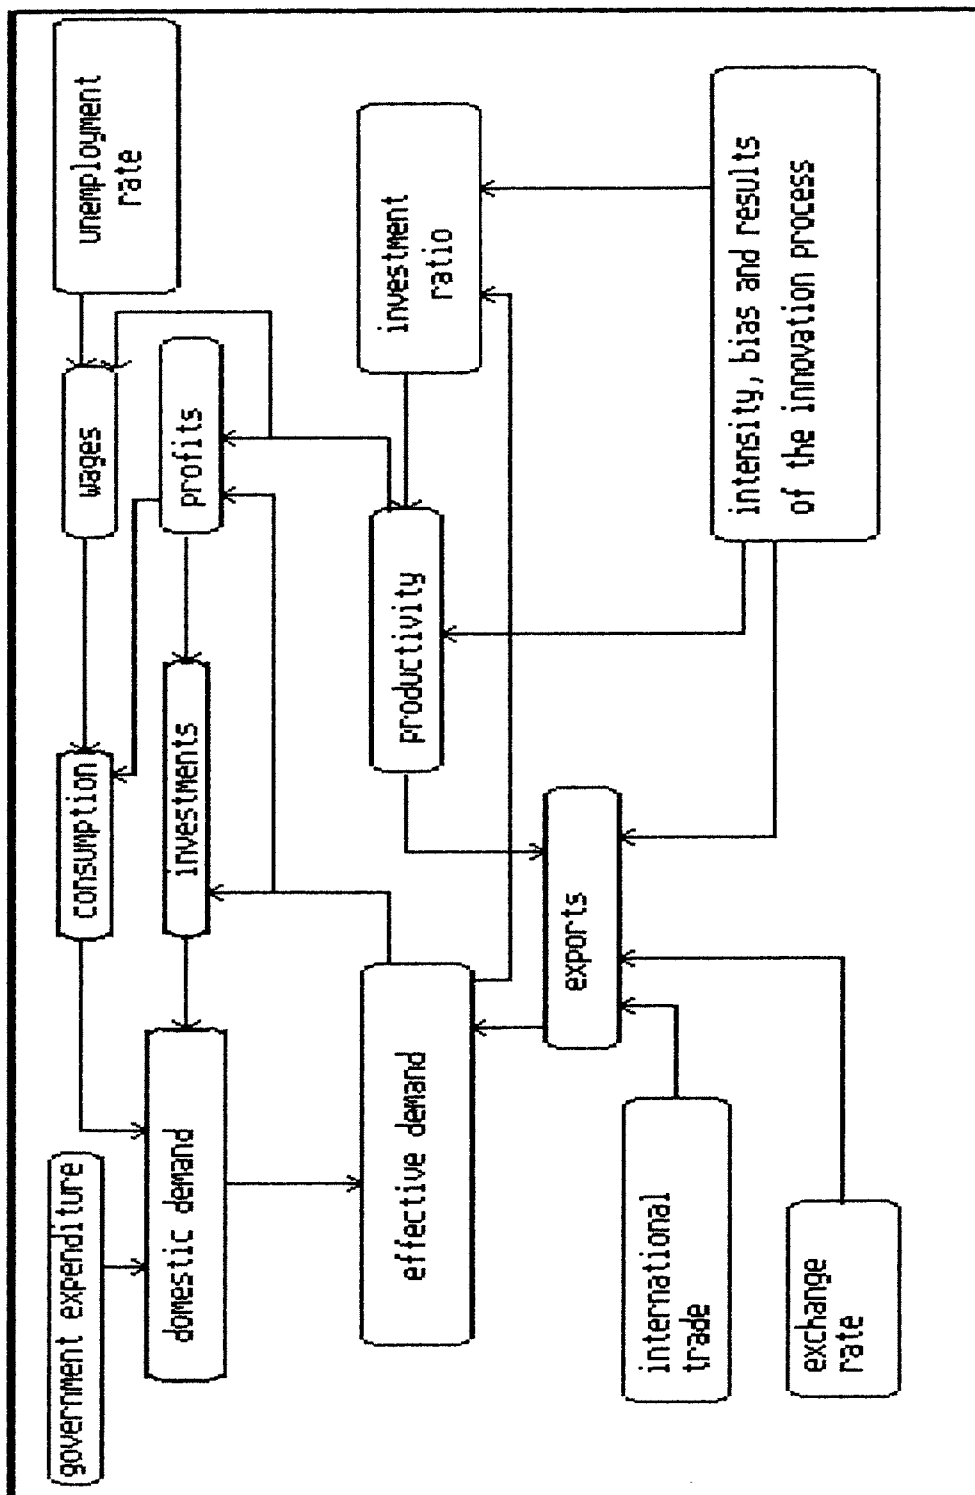 government expenditure
consumption
wages
unemployment
rate
domestic demand
investments
profits
effective demand
productivity
investment
ratio
exports
international
trade
intensity, bias and results
of the innovation process
exchange
rate